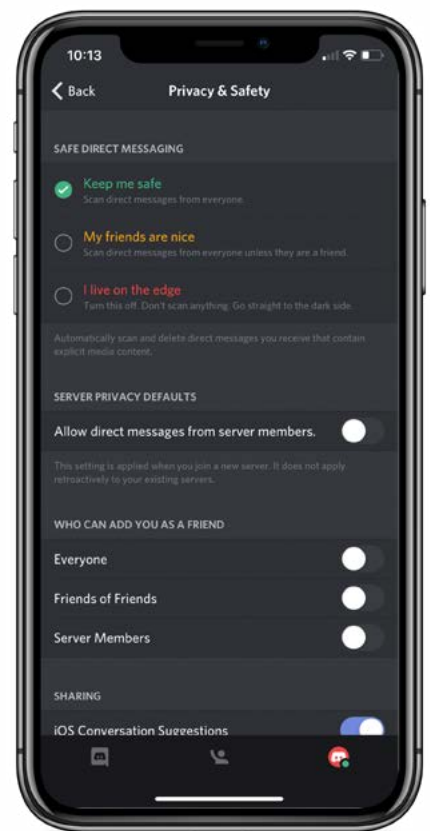 10:13
Back
Privacy & Safety
SAFE DIRECT MESSAGING
Keep me safe
Scan direct messages from everyone.
My friends are nice
Scan direct messages from everyone unless they are a friend.
I live on the edge
Turn this off. Don't scan anything. Go straight to the dark side.
Automatically scan and delete direct messages you receive that contain
explicit media content.
SERVER PRIVACY DEFAULTS
Allow direct messages from server members.
This setting is applied when you join a new server. It does not apply
retroactively to your existing servers.
WHO CAN ADD YOU AS A FRIEND
Everyone
Friends of Friends
Server Members
SHARING
iOS Conversation Suggestions